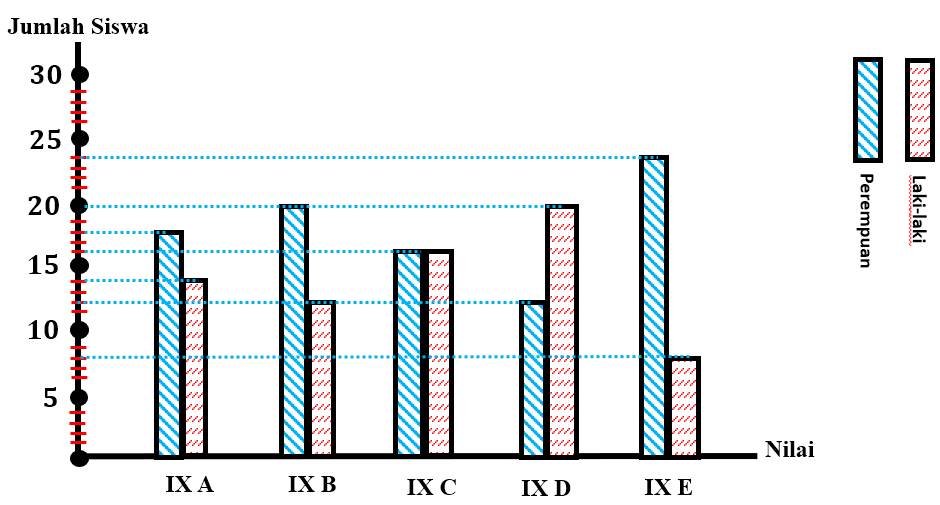 Jumlah Siswa
30
25
20
15
10
5
IX A
IX B
IX C
IX D
IX E
Nilai
Perempuan
Laki-laki